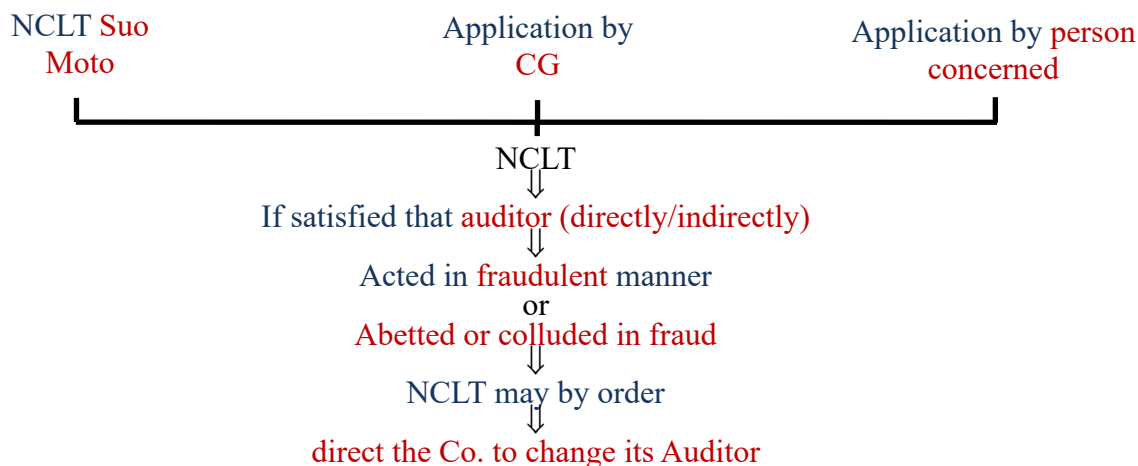 NCLT Suo
Moto
Application by
CG
Application by person
concerned
NCLT
If satisfied that auditor (directly/indirectly)
Acted in fraudulent manner
or
Abetted or colluded in fraud
NCLT may by order
direct the Co. to change its Auditor